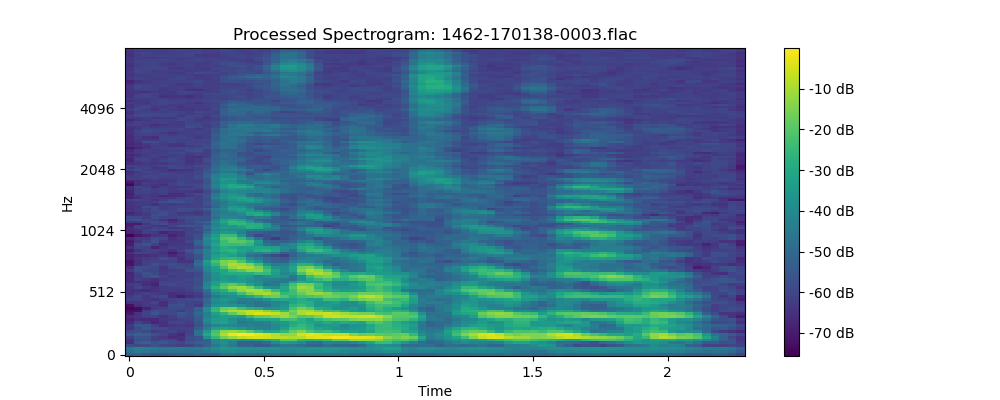 Processed Spectrogram: 1462-170138-0003.flac
Hz
4096
2048
1024
512
0
0
0.5
1
1.5
2
Time
-10 dB
-20 dB
-30 dB
-40 dB
-50 dB
-60 dB
-70 dB